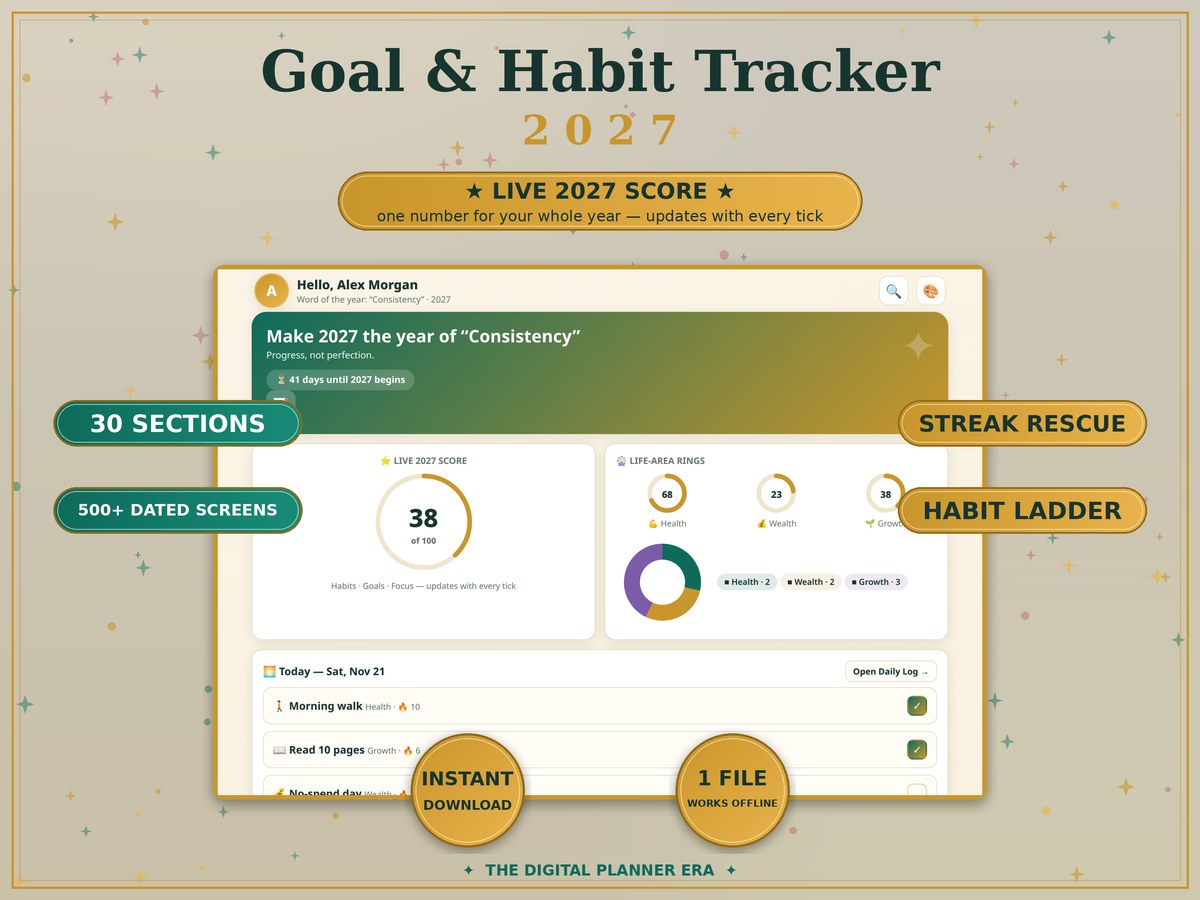 Goal & Habit Tracker
2027
★ LIVE 2027 SCORE ★
one number for your whole year — updates with every tick
A
Hello, Alex Morgan
Word of the year: “Consistency” · 2027
Make 2027 the year of “Consistency”
Progress, not perfection.
⏳ 41 days until 2027 begins
30 SECTIONS
500+ DATED SCREENS
STREAK RESCUE
HABIT LADDER
⭐ LIVE 2027 SCORE
38
of 100
Habits · Goals · Focus — updates with every tick
🎡 LIFE-AREA RINGS
68
23
38
💪 Health
💰 Wealth
🌱 Growth
■ Health · 2
■ Wealth · 2
■ Growth · 3
🌅 Today — Sat, Nov 21
Open Daily Log →
🚶 Morning walk Health · 🔥 10
✓
📖 Read 10 pages Growth · 🔥 6
✓
💰 No-spend day Wealth ·
INSTANT
DOWNLOAD
1 FILE
WORKS OFFLINE
✦ THE DIGITAL PLANNER ERA ✦